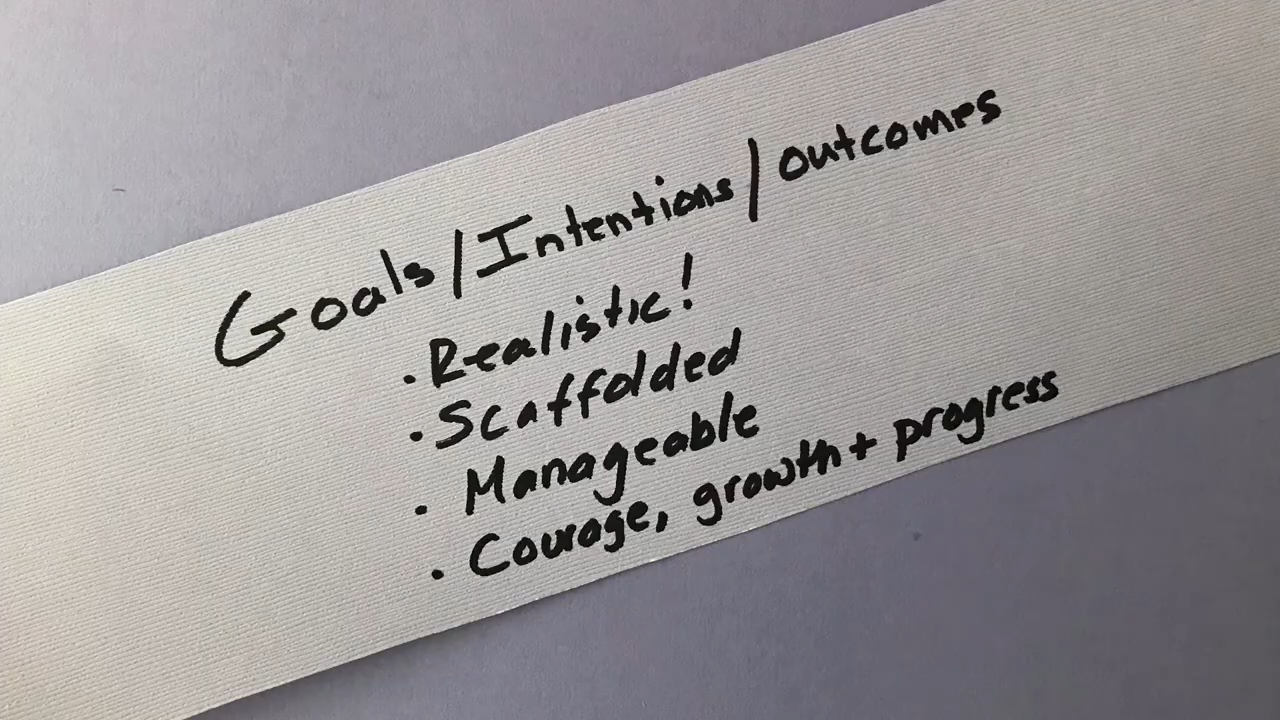 Goals/Intentions/outcomes
· Realistic!
· Scaffolded
· Manageable
· Courage, growth + progress